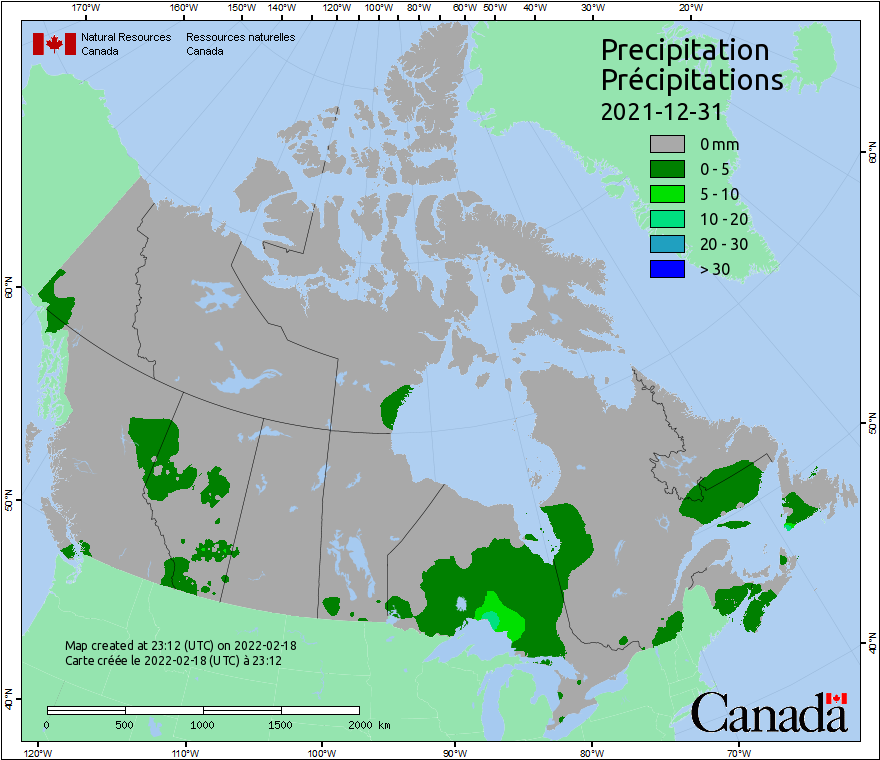 170°W 160°W 150°W 140°W 130°W 120°W 110°W 100°W 90°W 80°W 70°W 60°W 50°W 40°W 30°W 20°W
Natural Resources Ressources naturelles
Canada Canada
Precipitation
Précipitations
2021-12-31
0 mm
0 - 5
5 - 10
10 - 20
20 - 30
> 30
60°N
50°N
40°N
60°N
50°N
40°N
Map created at 23:12 (UTC) on 2022-02-18
Carte créée le 2022-02-18 (UTC) à 23:12
0 500 1000 1500 2000 km
Canada
120°W 110°W 100°W 90°W 80°W 70°W